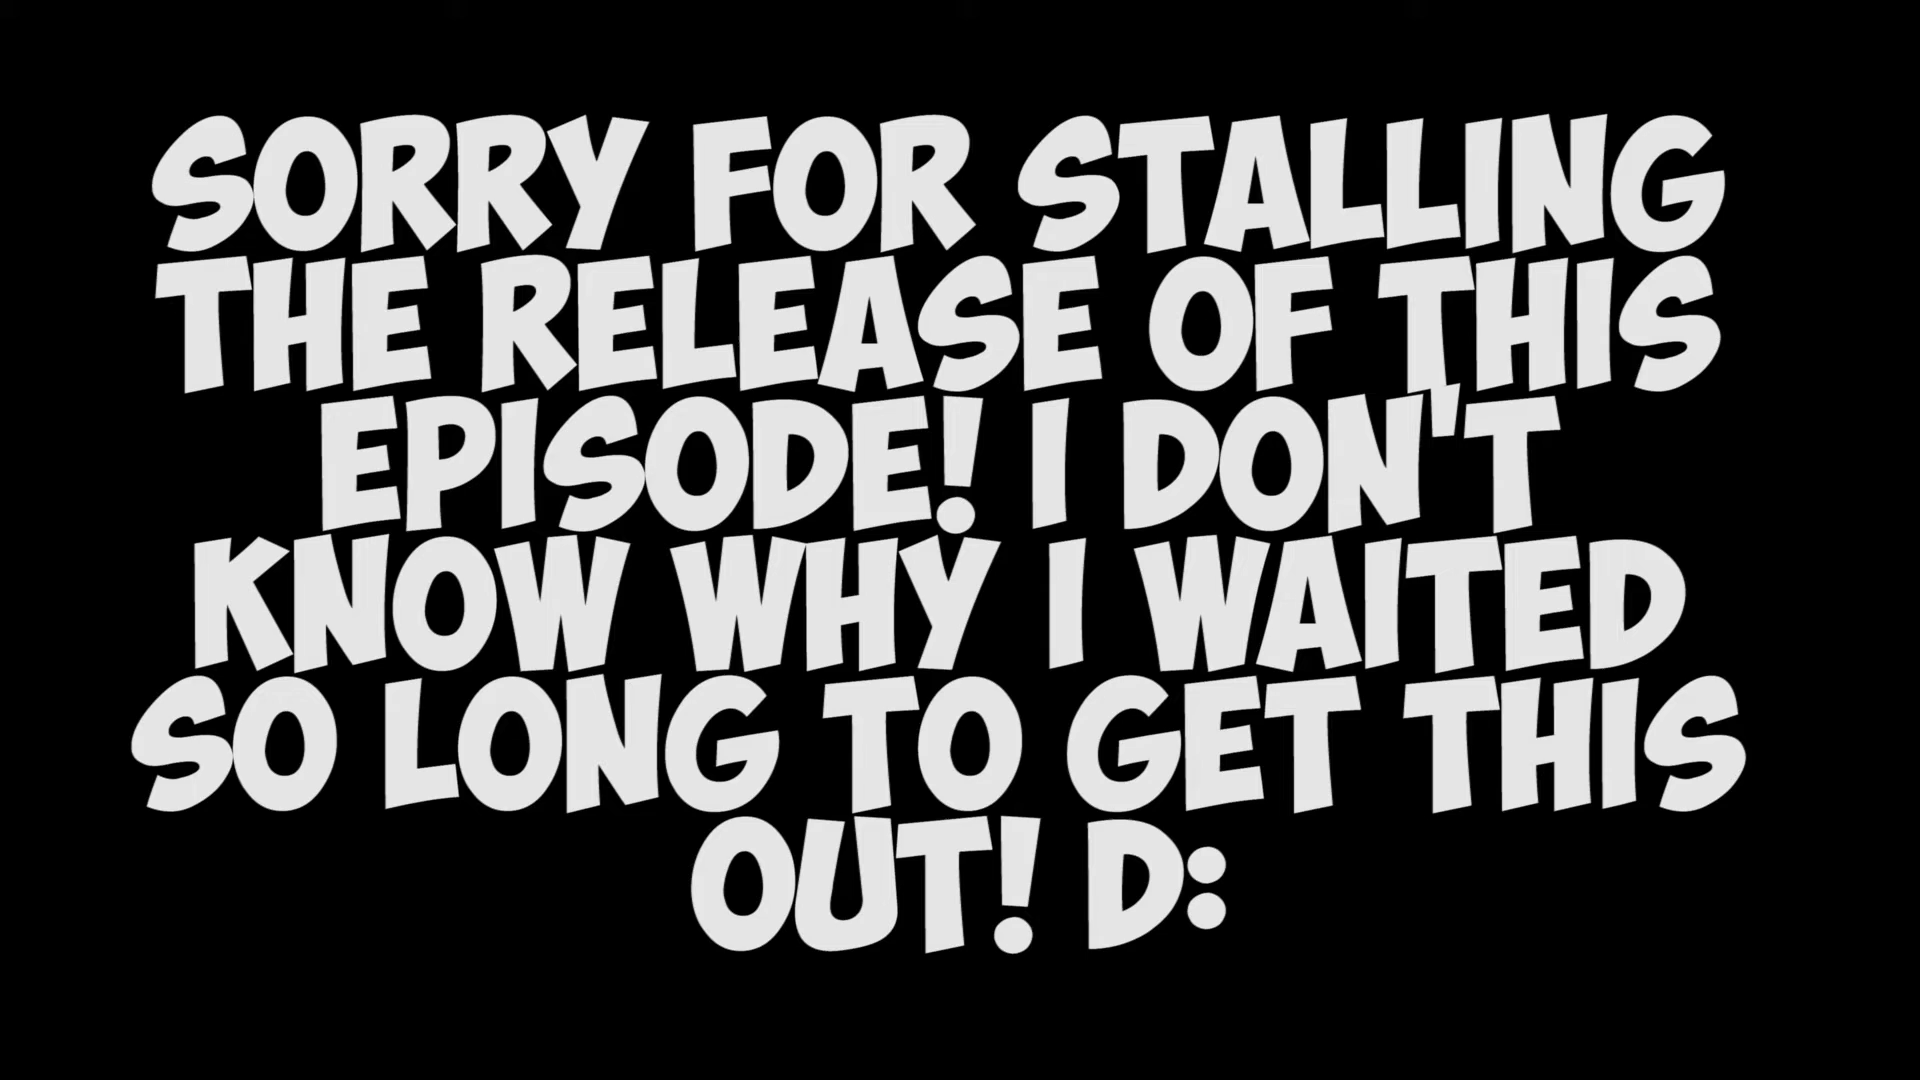 SORRY FOR STALLING
THE RELEASE OF THIS
EPISODE! I DON'T
KNOW WHY I WAITED
SO LONG TO GET THIS
OUT! D: